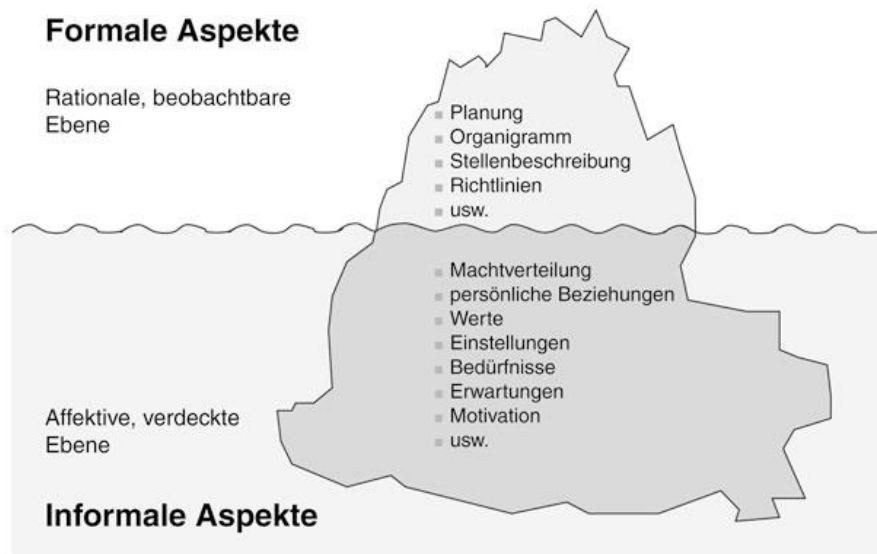 Formale Aspekte
Rationale, beobachtbare
Ebene
Planung
Organigramm
Stellenbeschreibung
Richtlinien
usw.
Machtverteilung
persönliche Beziehungen
Werte
Einstellungen
Bedürfnisse
Erwartungen
Motivation
usw.
Affektive, verdeckte
Ebene
Informale Aspekte